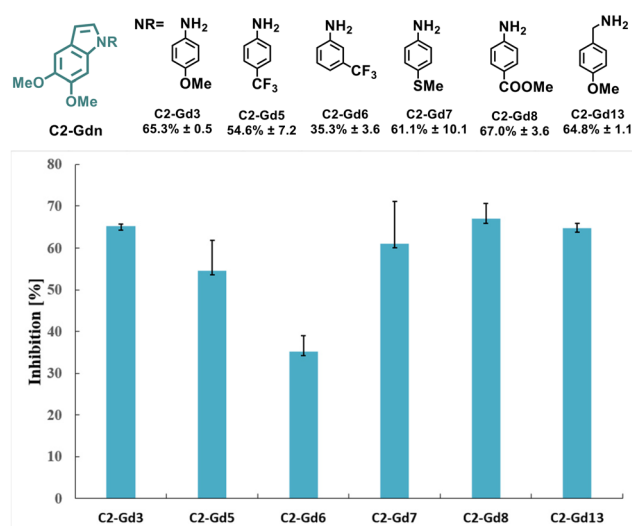 NR= NH2 NH2 NH2 NH2 NH2 NH2
NR
MeO
OMe
OMe CF3 CF3 SMe COOMe OMe
C2-Gdn C2-Gd3 C2-Gd5 C2-Gd6 C2-Gd7 C2-Gd8 C2-Gd13
65.3% ± 0.5 54.6% ± 7.2 35.3% ± 3.6 61.1% ± 10.1 67.0% ± 3.6 64.8% ± 1.1
80
70
60
50
40
30
20
10
0
Inhibition [%]
C2-Gd3 C2-Gd5 C2-Gd6 C2-Gd7 C2-Gd8 C2-Gd13